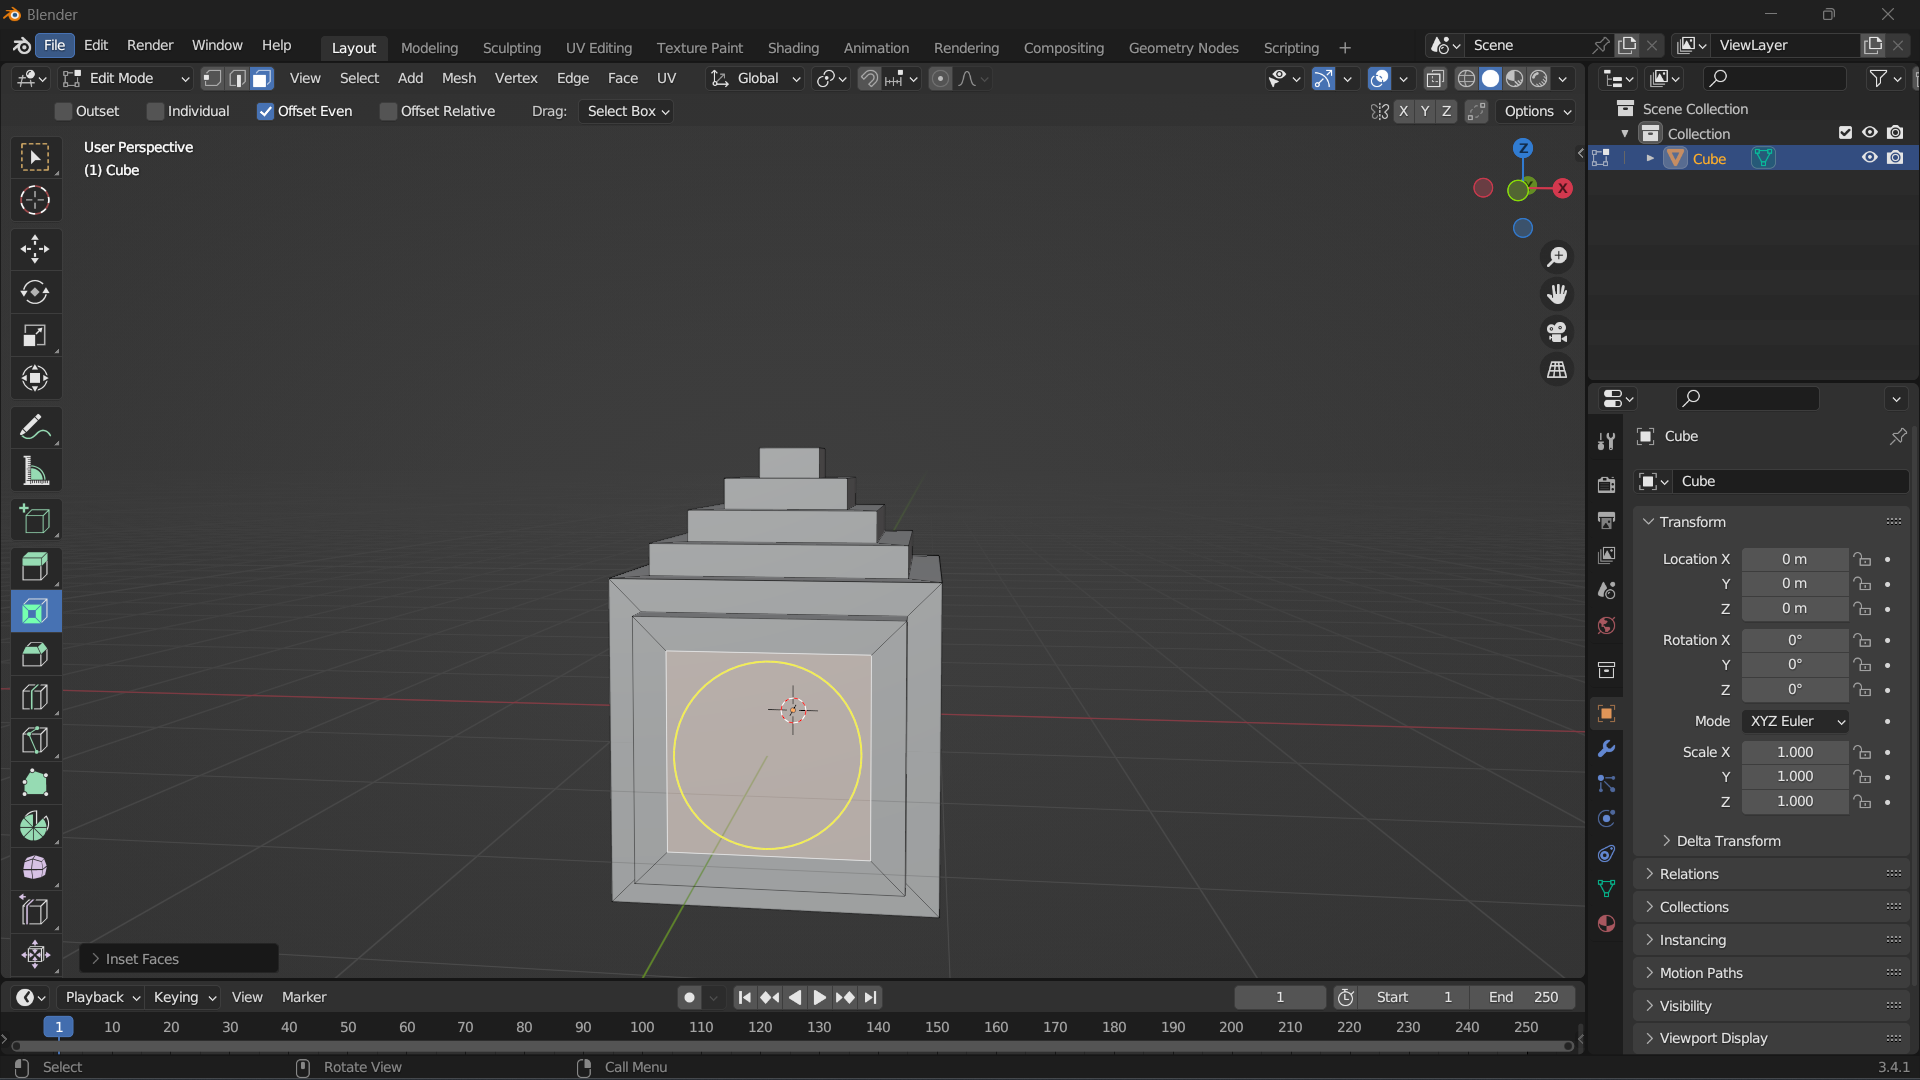 Blender
File Edit Render Window Help Layout Modeling Sculpting UV Editing Texture Paint Shading Animation Rendering Compositing Geometry Nodes Scripting + Scene ViewLayer
Edit Mode View Select Add Mesh Vertex Edge Face UV Global
Outset Individual Offset Even Offset Relative Drag: Select Box X Y Z Options
User Perspective
(1) Cube
Z
X
Inset Faces
Scene Collection
Collection
Cube
Cube
Cube
Transform
Location X 0 m
Y 0 m
Z 0 m
Rotation X 0°
Y 0°
Z 0°
Mode XYZ Euler
Scale X 1.000
Y 1.000
Z 1.000
Delta Transform
Relations
Collections
Instancing
Motion Paths
Visibility
Viewport Display
Playback Keying View Marker 1 Start 1 End 250
1 10 20 30 40 50 60 70 80 90 100 110 120 130 140 150 160 170 180 190 200 210 220 230 240 250
Select Rotate View Call Menu 3.4.1